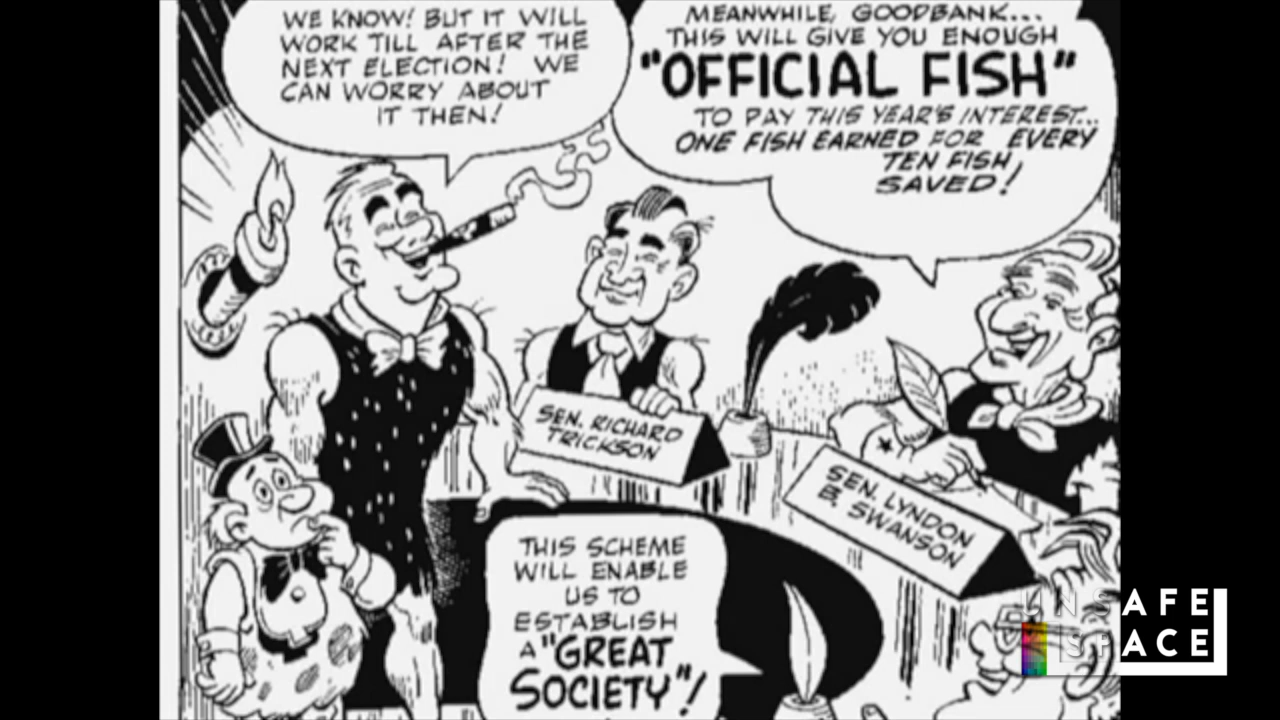 WE KNOW! BUT IT WILL
WORK TILL AFTER THE
NEXT ELECTION! WE
CAN WORRY ABOUT
IT THEN!
MEANWHILE, GOODBANK...
THIS WILL GIVE YOU ENOUGH
"OFFICIAL FISH"
TO PAY THIS YEAR'S INTEREST...
ONE FISH EARNED FOR EVERY
TEN FISH
SAVED!
SEN. RICHARD
TRICKSON
SEN. LYNDON
B. SWANSON
THIS SCHEME
WILL ENABLE
US TO
ESTABLISH
A "GREAT
SOCIETY"!
UNSAFE
SPACE